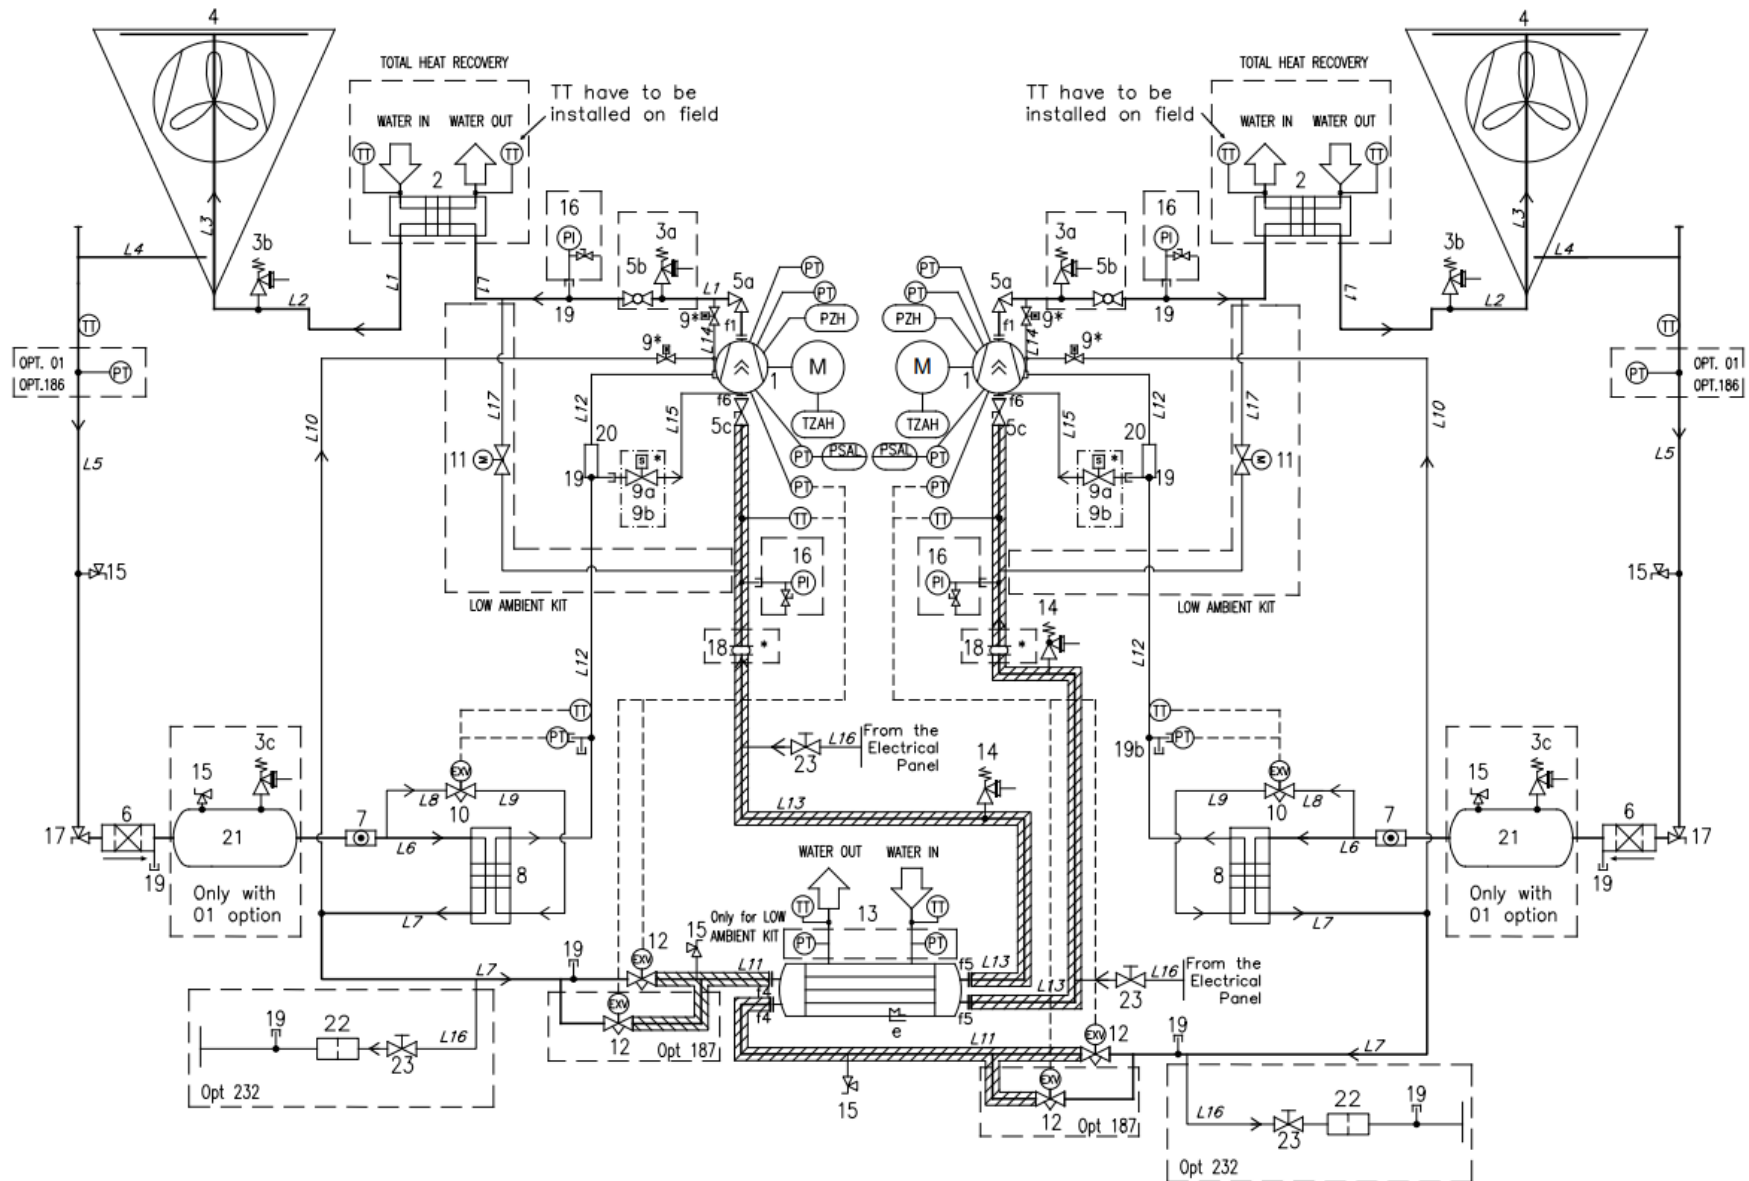 4
4
TOTAL HEAT RECOVERY
TOTAL HEAT RECOVERY
TT have to be
installed on field
TT have to be
installed on field
WATER IN WATER OUT
WATER IN WATER OUT
TT TT
TT TT
2
2
16
16
PI
PI
3a
5b
5a
3a
5b
5a
3b
3b
L3
L3
L4
L4
L2
L2
L1
L1
L1
L1
19
19
PT
PT
PZH
PT
PT
PZH
f1
f1
9*
9*
9*
9*
L14
L14
TT
TT
OPT. 01
OPT.186
PT
PT
OPT. 01
OPT.186
M
1
M
1
TZAH
TZAH
f6
f6
5c
5c
PT PSAL
PSAL PT
PT
PT
TT
TT
L10
L10
L17
L17
L12
L12
L15
L15
20
20
M
11
M
11
19
19
S *
9a
9b
S *
9a
9b
L5
L5
16
PI
16
PI
15
15
LOW AMBIENT KIT
LOW AMBIENT KIT
18 *
18 *
14
L12
L12
TT
PT
TT
PT
19b
3c
15
3c
15
EXV
10
EXV
10
L8 L9
L9 L8
L16
23
From the
Electrical
Panel
14
L13
17
6
19
21
7
L6
8
L7
17
6
19
21
7
L6
8
L7
Only with
01 option
Only with
01 option
WATER OUT WATER IN
TT TT
13
PT PT
Only for LOW
AMBIENT KIT
15
12
EXV
L7
19
L11
f4
f4
f5
f5
L13
L13
e
EXV
12
Opt 187
L16
23
From the
Electrical
Panel
19
22
23
L16
Opt 232
L11
15
EXV
12
19
L7
EXV
12
Opt 187
L16
23
22
19
Opt 232